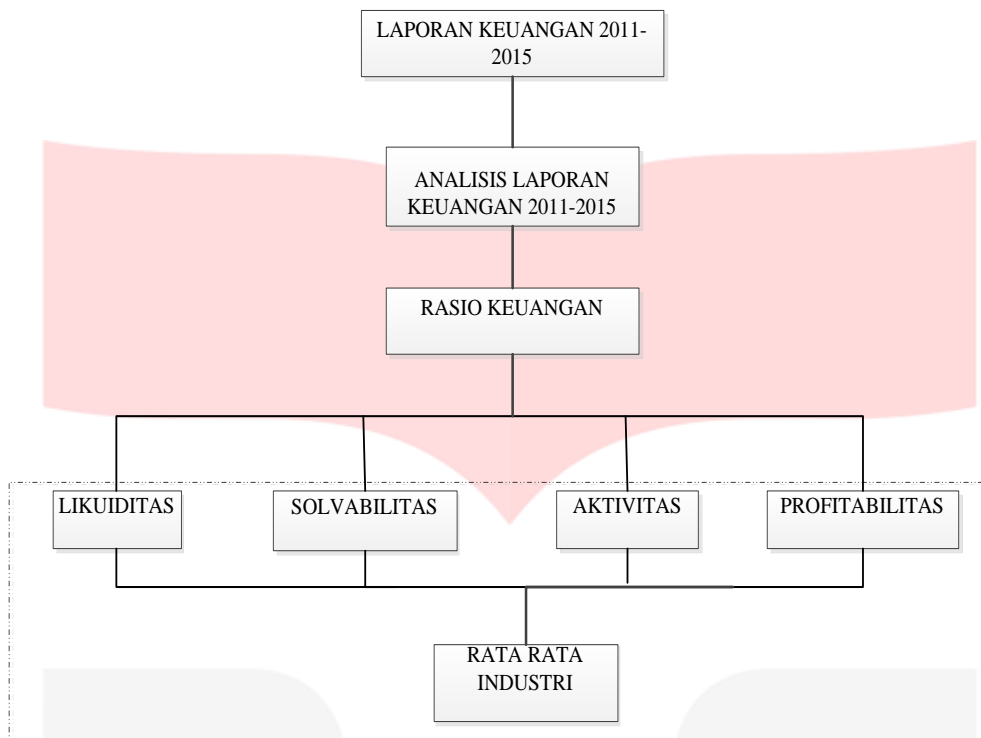 LAPORAN KEUANGAN 2011-
2015
ANALISIS LAPORAN
KEUANGAN 2011-2015
RASIO KEUANGAN
LIKUIDITAS
SOLVABILITAS
AKTIVITAS
PROFITABILITAS
RATA RATA
INDUSTRI